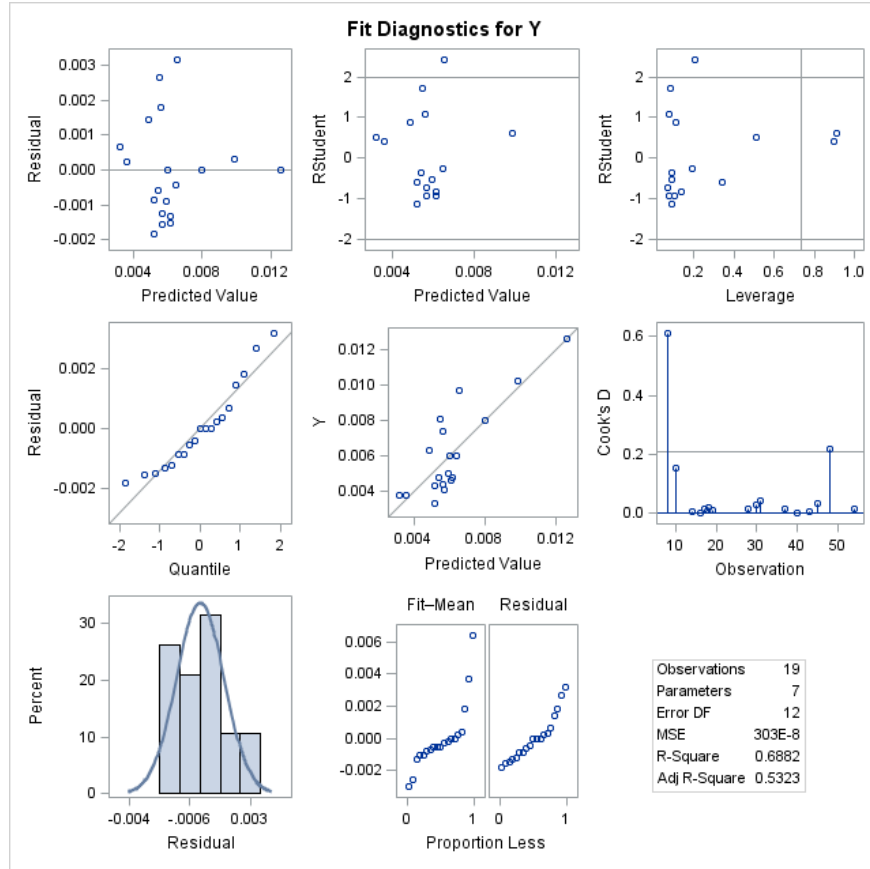 Fit Diagnostics for Y
Residual
0.003
0.002
0.001
0.000
-0.001
-0.002
0.004 0.008 0.012
Predicted Value
RStudent
2
1
0
-1
-2
0.004 0.008 0.012
Predicted Value
RStudent
2
1
0
-1
-2
0.2 0.4 0.6 0.8 1.0
Leverage
Residual
0.002
0.000
-0.002
-2 -1 0 1 2
Quantile
Y
0.012
0.010
0.008
0.006
0.004
0.004 0.008 0.012
Predicted Value
Cook's D
0.6
0.4
0.2
0.0
10 20 30 40 50
Observation
Percent
30
20
10
0
-0.004 -.0006 0.003
Residual
Fit–Mean Residual
0.006
0.004
0.002
0.000
-0.002
0 1 0 1
Proportion Less
Observations 19
Parameters 7
Error DF 12
MSE 303E-8
R-Square 0.6882
Adj R-Square 0.5323